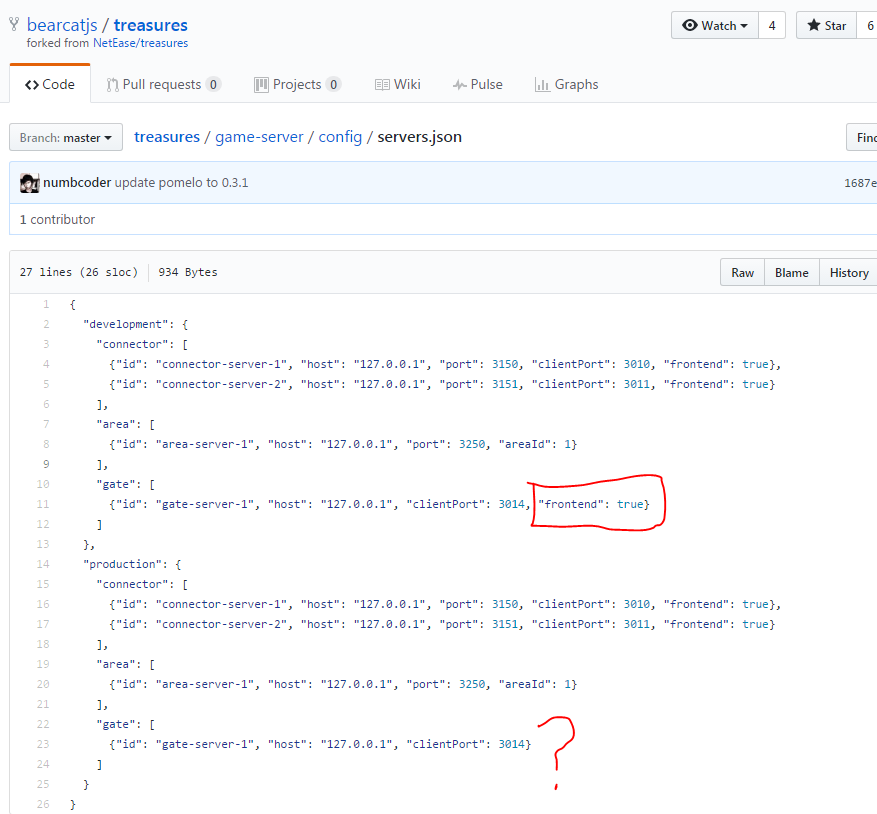 bearcatjs / treasures
forked from NetEase/treasures
Watch 4 Star 6
Code Pull requests 0 Projects 0 Wiki Pulse Graphs
Branch: master treasures / game-server / config / servers.json
numbcoder update pomelo to 0.3.1 1687e
1 contributor
27 lines (26 sloc) 934 Bytes Raw Blame History
1 {
2 "development": {
3 "connector": [
4 {"id": "connector-server-1", "host": "127.0.0.1", "port": 3150, "clientPort": 3010, "frontend": true},
5 {"id": "connector-server-2", "host": "127.0.0.1", "port": 3151, "clientPort": 3011, "frontend": true}
6 ],
7 "area": [
8 {"id": "area-server-1", "host": "127.0.0.1", "port": 3250, "areaId": 1}
9 ],
10 "gate": [
11 {"id": "gate-server-1", "host": "127.0.0.1", "clientPort": 3014, "frontend": true}
12 ]
13 },
14 "production": {
15 "connector": [
16 {"id": "connector-server-1", "host": "127.0.0.1", "port": 3150, "clientPort": 3010, "frontend": true},
17 {"id": "connector-server-2", "host": "127.0.0.1", "port": 3151, "clientPort": 3011, "frontend": true}
18 ],
19 "area": [
20 {"id": "area-server-1", "host": "127.0.0.1", "port": 3250, "areaId": 1}
21 ],
22 "gate": [
23 {"id": "gate-server-1", "host": "127.0.0.1", "clientPort": 3014} ?
24 ]
25 }
26 }